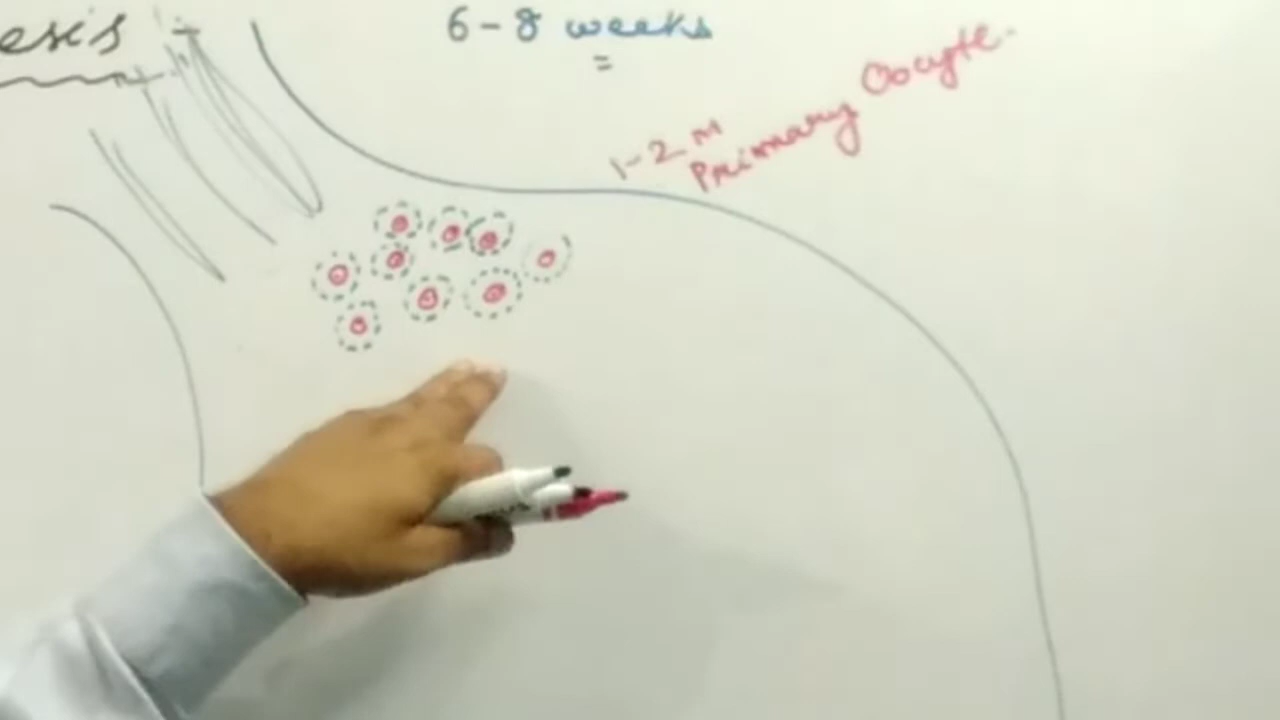 esis -
6-8 weeks
=
1-2 M
Primary Oocyte.